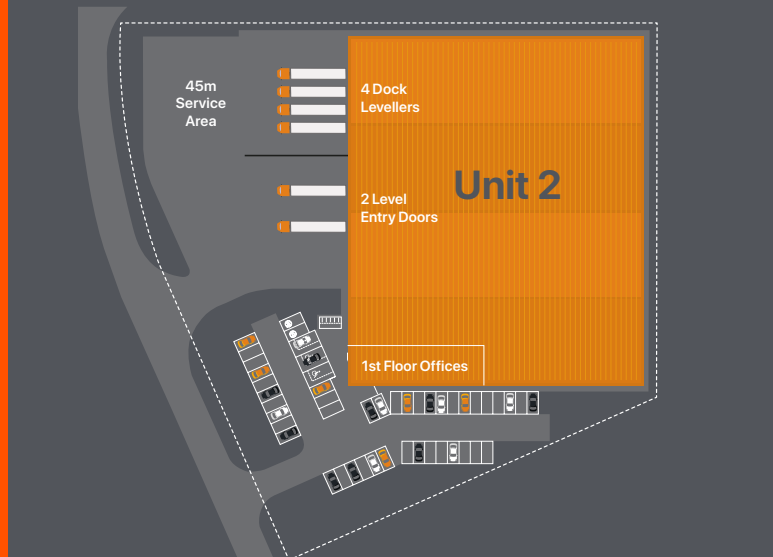 45m
Service
Area
4 Dock
Levellers
Unit 2
2 Level
Entry Doors
1st Floor Offices